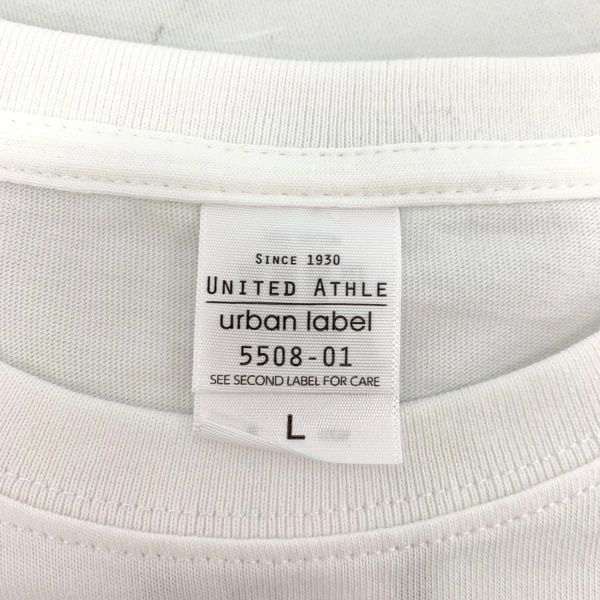 SINCE 1930
UNITED ATHLE
urban label
5508-01
SEE SECOND LABEL FOR CARE
L